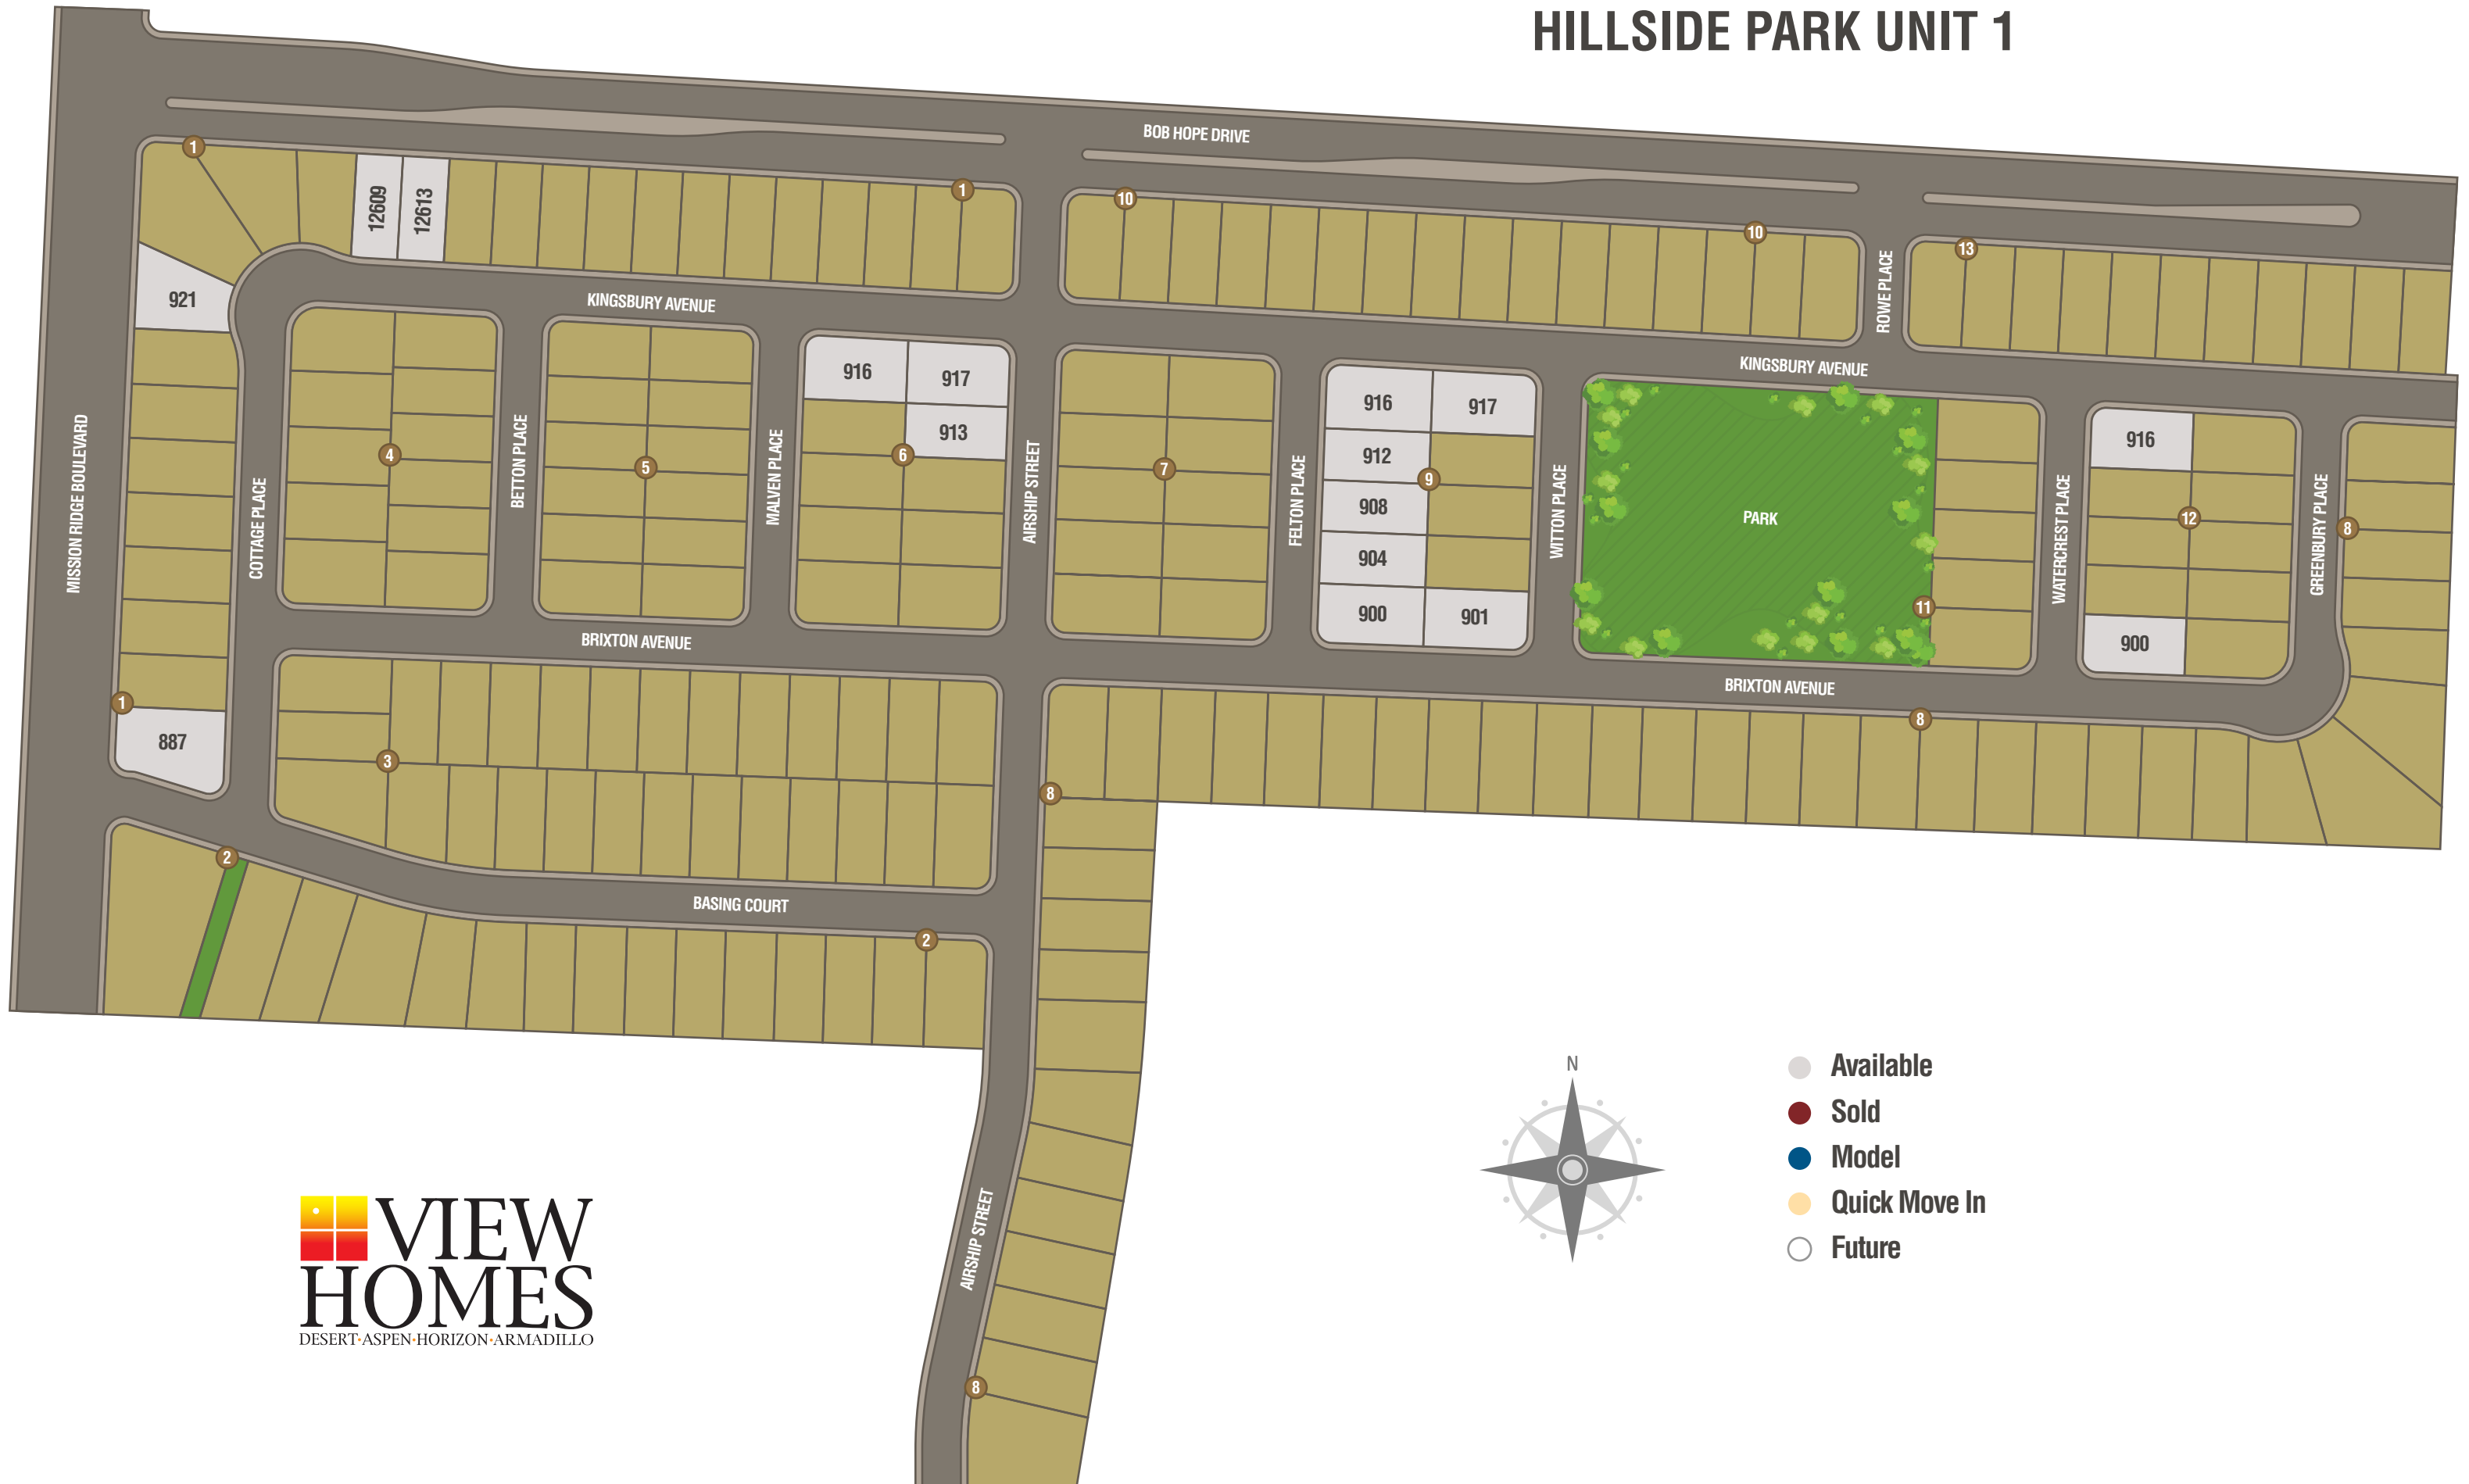 HILLSIDE PARK UNIT 1
BOB HOPE DRIVE
1
1
10
10
13
12609
12613
921
KINGSBURY AVENUE
ROWE PLACE
KINGSBURY AVENUE
MISSION RIDGE BOULEVARD
COTTAGE PLACE
4
BETTON PLACE
5
MALVEN PLACE
916
917
913
6
AIRSHIP STREET
7
FELTON PLACE
916
917
912
9
908
904
900
901
WITTON PLACE
PARK
11
WATERCREST PLACE
916
12
900
GREENBURY PLACE
8
BRIXTON AVENUE
BRIXTON AVENUE
8
1
887
3
8
2
BASING COURT
2
AIRSHIP STREET
8
N
Available
Sold
Model
Quick Move In
Future
VIEW
HOMES
DESERT·ASPEN·HORIZON·ARMADILLO